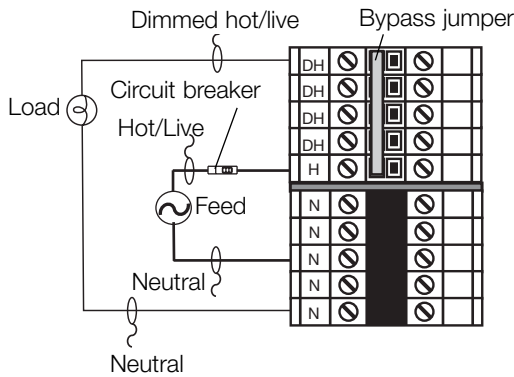 Dimmed hot/live
Bypass jumper
Circuit breaker
Load
Hot/Live
Feed
Neutral
Neutral
DH
DH
DH
DH
H
N
N
N
N
N